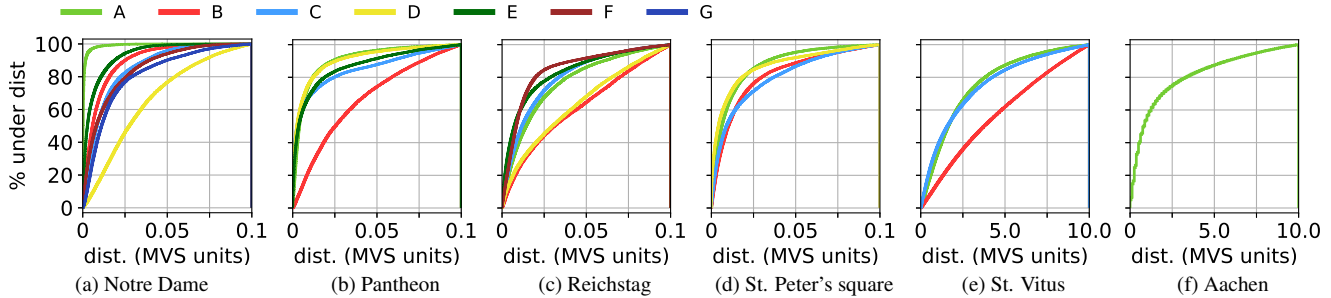 A B C D E F G
% under dist
100
80
60
40
20
0
0 0.05 0.1 0 0.05 0.1 0 0.05 0.1 0 0.05 0.1 0 5.0 10.0 0 5.0 10.0
dist. (MVS units) dist. (MVS units) dist. (MVS units) dist. (MVS units) dist. (MVS units) dist. (MVS units)
(a) Notre Dame (b) Pantheon (c) Reichstag (d) St. Peter's square (e) St. Vitus (f) Aachen